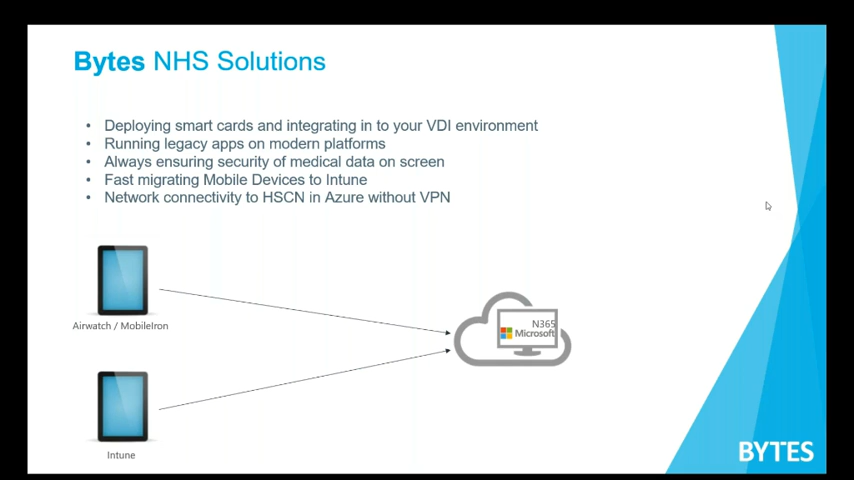 Bytes NHS Solutions
• Deploying smart cards and integrating in to your VDI environment
• Running legacy apps on modern platforms
• Always ensuring security of medical data on screen
• Fast migrating Mobile Devices to Intune
• Network connectivity to HSCN in Azure without VPN
Airwatch / MobileIron
N365
Microsoft
Intune
BYTES